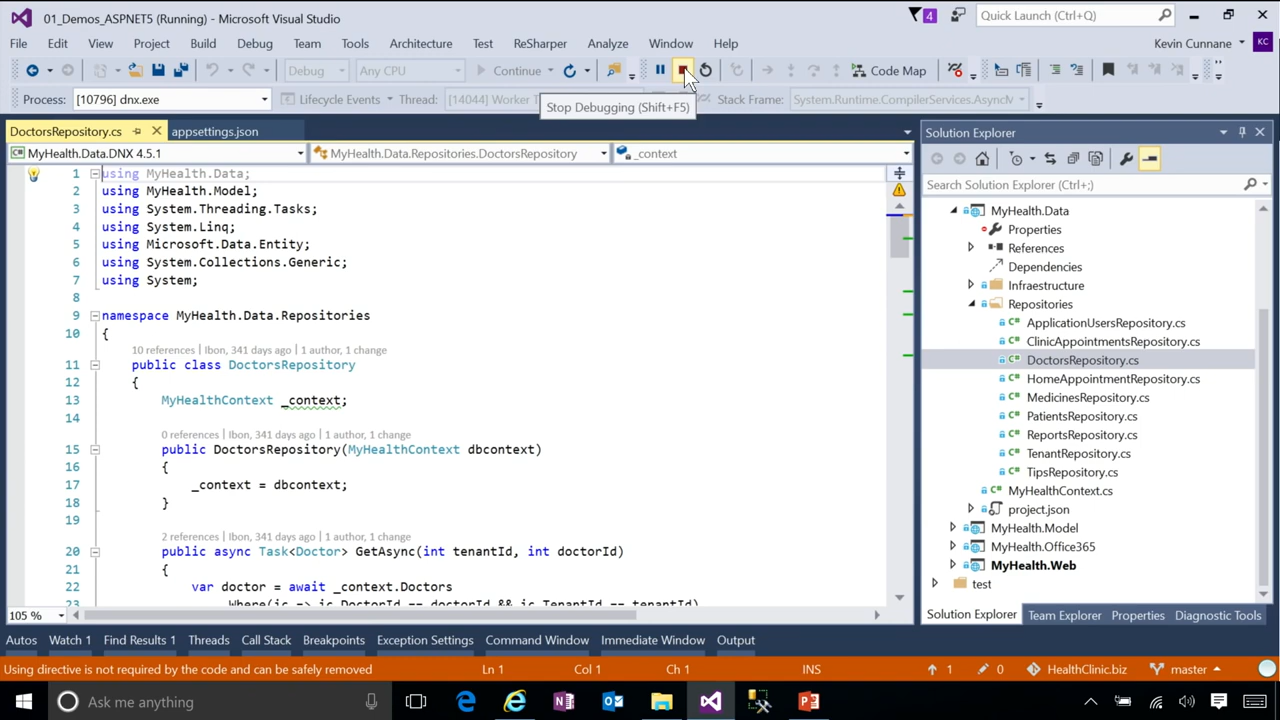 01_Demos_ASPNET5 (Running) - Microsoft Visual Studio
4
Quick Launch (Ctrl+Q)
File Edit View Project Build Debug Team Tools Architecture Test ReSharper Analyze Window Help
Kevin Cunnane KC
Debug Any CPU Continue Code Map
Process: [10796] dnx.exe Lifecycle Events Thread: [14044] Worker T Stack Frame: System.Runtime.CompilerServices.AsyncM
Stop Debugging (Shift+F5)
DoctorsRepository.cs appsettings.json
MyHealth.Data.DNX 4.5.1 MyHealth.Data.Repositories.DoctorsRepository _context
1 using MyHealth.Data;
2 using MyHealth.Model;
3 using System.Threading.Tasks;
4 using System.Linq;
5 using Microsoft.Data.Entity;
6 using System.Collections.Generic;
7 using System;
8
9 namespace MyHealth.Data.Repositories
10 {
10 references | Ibon, 341 days ago | 1 author, 1 change
11 public class DoctorsRepository
12 {
13 MyHealthContext _context;
14
0 references | Ibon, 341 days ago | 1 author, 1 change
15 public DoctorsRepository(MyHealthContext dbcontext)
16 {
17 _context = dbcontext;
18 }
19
2 references | Ibon, 341 days ago | 1 author, 1 change
20 public async Task<Doctor> GetAsync(int tenantId, int doctorId)
21 {
22 var doctor = await _context.Doctors
23 .Where(ic => ic.DoctorId == doctorId && ic.TenantId == tenantId)
105 %
Solution Explorer
Search Solution Explorer (Ctrl+;)
MyHealth.Data
Properties
References
Dependencies
Infraestructure
Repositories
ApplicationUsersRepository.cs
ClinicAppointmentsRepository.cs
DoctorsRepository.cs
HomeAppointmentRepository.cs
MedicinesRepository.cs
PatientsRepository.cs
ReportsRepository.cs
TenantRepository.cs
TipsRepository.cs
MyHealthContext.cs
project.json
MyHealth.Model
MyHealth.Office365
MyHealth.Web
test
Solution Explorer Team Explorer Properties Diagnostic Tools
Autos Watch 1 Find Results 1 Threads Call Stack Breakpoints Exception Settings Command Window Immediate Window Output
Using directive is not required by the code and can be safely removed Ln 1 Col 1 Ch 1 INS 1 0 HealthClinic.biz master
Ask me anything